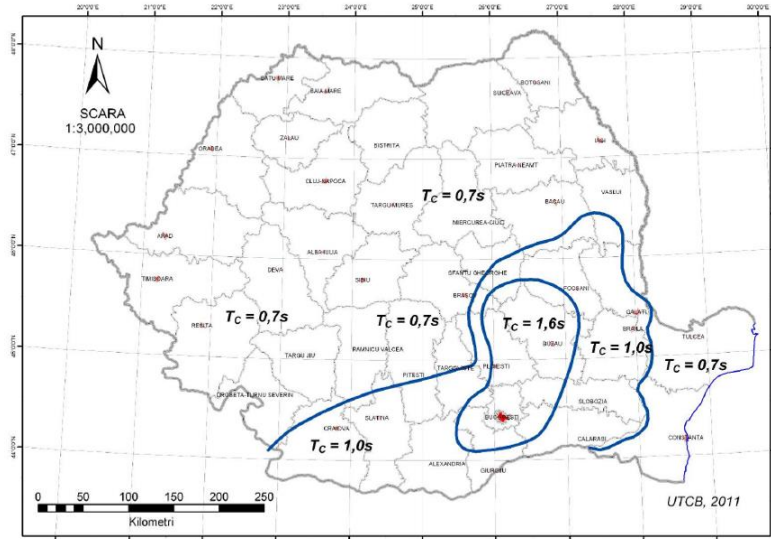 20°0'0"E 21°0'0"E 22°0'0"E 23°0'0"E 24°0'0"E 25°0'0"E 26°0'0"E 27°0'0"E 28°0'0"E 29°0'0"E 30°0'0"E
N
SCARA
1:3,000,000
SATU MARE
BAIA MARE
BOTOSANI
SUCEAVA
ZALAU
IASI
ORADEA
BISTRITA
PIATRA-NEAMT
CLUJ-NAPOCA
VASLUI
T_C = 0,7s
BACAU
TARGU MURES
MIERCUREA-CIUC
ARAD
ALBA IULIA
DEVA
SFANTU GHEORGHE
TIMISOARA
SIBIU
FOCSANI
BRASOV
GALATI
RESITA
T_C = 0,7s
T_C = 0,7s
T_C = 1,6s
BRAILA
TULCEA
BUZAU
T_C = 1,0s
TARGU JIU
RAMNICU VALCEA
T_C = 0,7s
PLOIESTI
TARGOVISTE
PITESTI
DROBETA-TURNU SEVERIN
SLOBOZIA
SLATINA
BUCURESTI
CRAIOVA
CALARASI
CONSTANTA
T_C = 1,0s
ALEXANDRIA
GIURGIU
0 50 100 150 200 250
Kilometri
UTCB, 2011